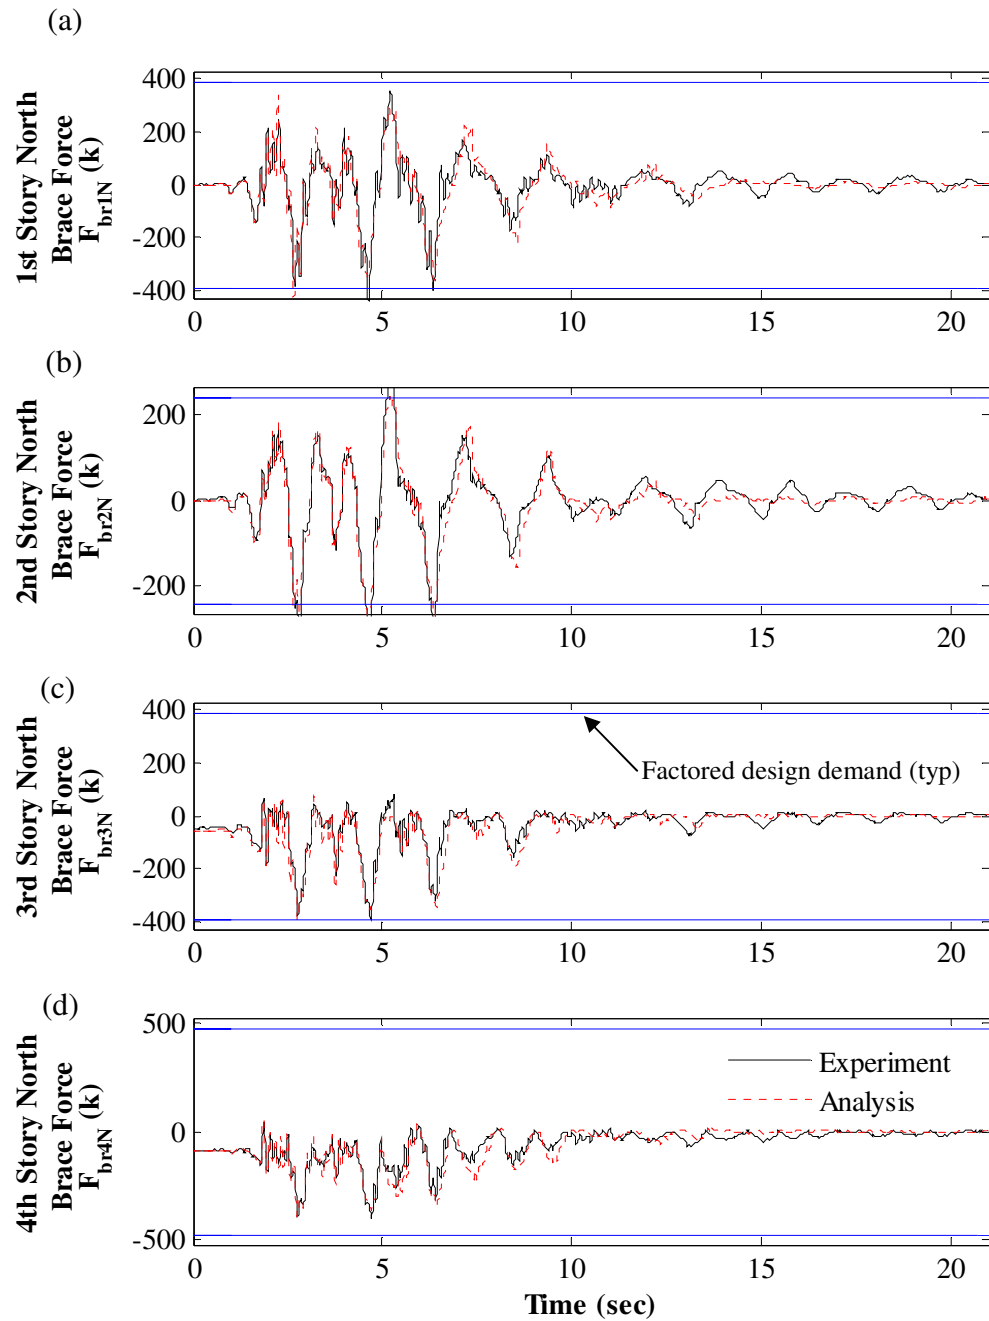 (a)
1st Story North
Brace Force
F_br1N (k)
400
200
0
-200
-400
0 5 10 15 20
(b)
2nd Story North
Brace Force
F_br2N (k)
200
0
-200
0 5 10 15 20
(c)
3rd Story North
Brace Force
F_br3N (k)
400
200
0
-200
-400
Factored design demand (typ)
0 5 10 15 20
(d)
4th Story North
Brace Force
F_br4N (k)
500
0
-500
Experiment
Analysis
0 5 10 15 20
Time (sec)